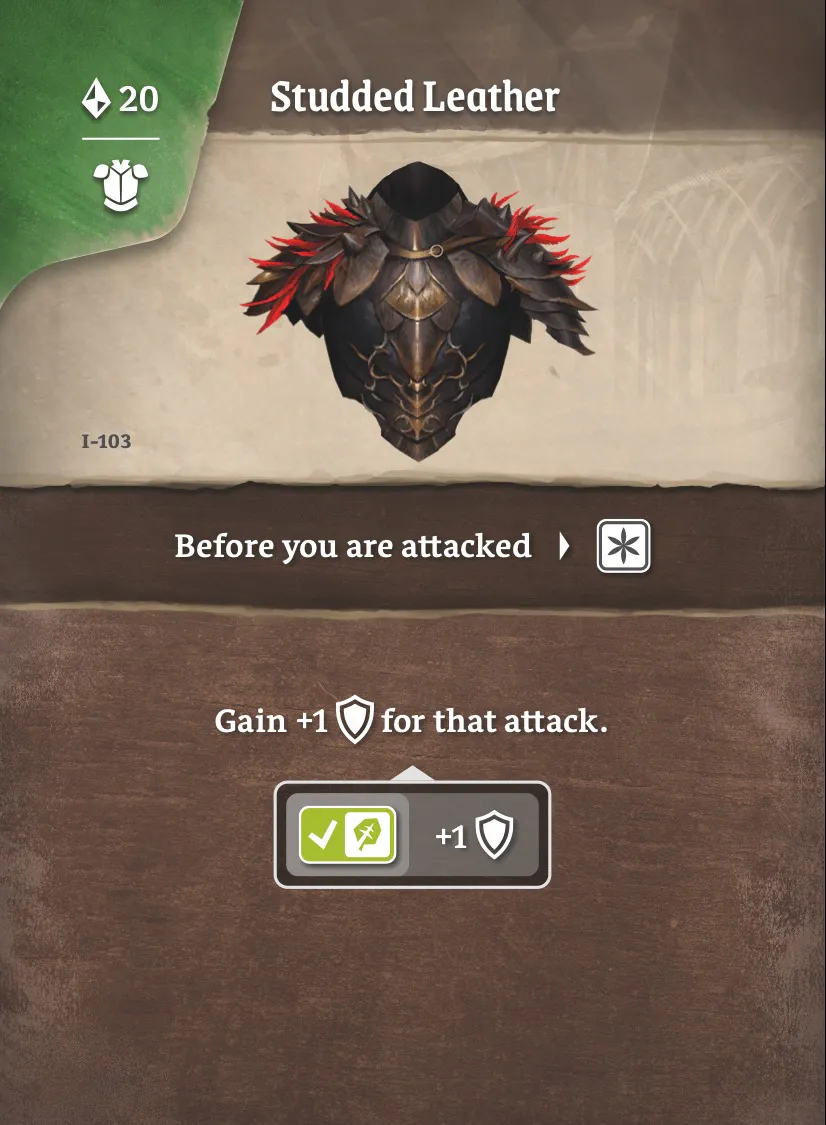 20
Studded Leather
I-103
Before you are attacked
Gain +1 for that attack.
+1